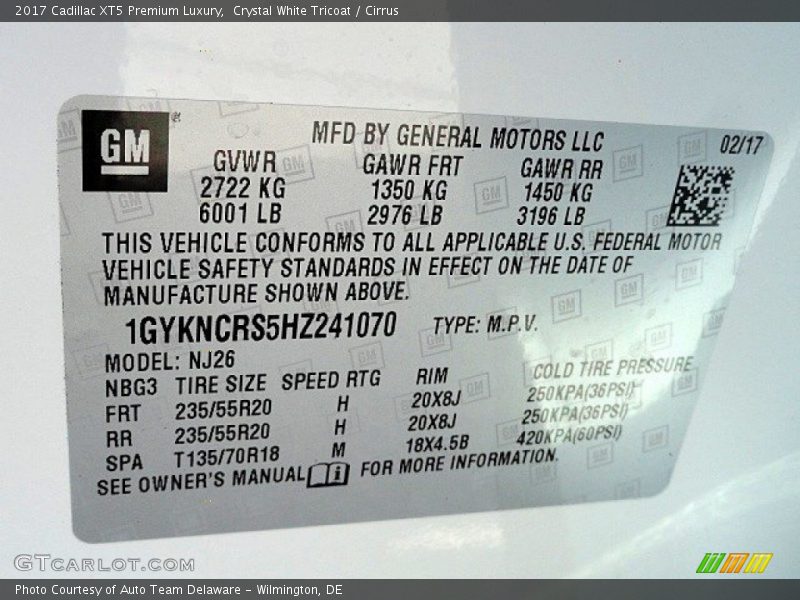 2017 Cadillac XT5 Premium Luxury,  Crystal White Tricoat / Cirrus
GM
®
MFD BY GENERAL MOTORS LLC
02/17
GVWR GAWR FRT GAWR RR
2722 KG 1350 KG 1450 KG
6001 LB 2976 LB 3196 LB
THIS VEHICLE CONFORMS TO ALL APPLICABLE U.S. FEDERAL MOTOR
VEHICLE SAFETY STANDARDS IN EFFECT ON THE DATE OF
MANUFACTURE SHOWN ABOVE.
1GYKNCRS5HZ241070 TYPE: M.P.V.
MODEL: NJ26
NBG3 TIRE SIZE SPEED RTG RIM COLD TIRE PRESSURE
FRT 235/55R20 H 20X8J 250KPA(36PSI)
RR 235/55R20 H 20X8J 250KPA(36PSI)
SPA T135/70R18 M 18X4.5B 420KPA(60PSI)
SEE OWNER'S MANUAL i FOR MORE INFORMATION.
GTCARLOT.COM
Photo Courtesy of Auto Team Delaware – Wilmington, DE